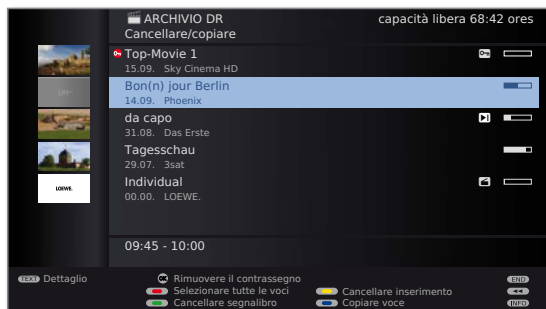 ARCHIVIO DR
capacità libera 68:42 ores
Cancellare/copiare
Top-Movie 1
15.09. Sky Cinema HD
Bon(n) jour Berlin
14.09. Phoenix
da capo
31.08. Das Erste
Tagesschau
29.07. 3sat
Individual
00.00. LOEWE.
LOEWE.
09:45 - 10:00
TEXT Dettaglio
OK Rimuovere il contrassegno
END
Selezionare tutte le voci
Cancellare inserimento
Cancellare segnalibro
Copiare voce
INFO